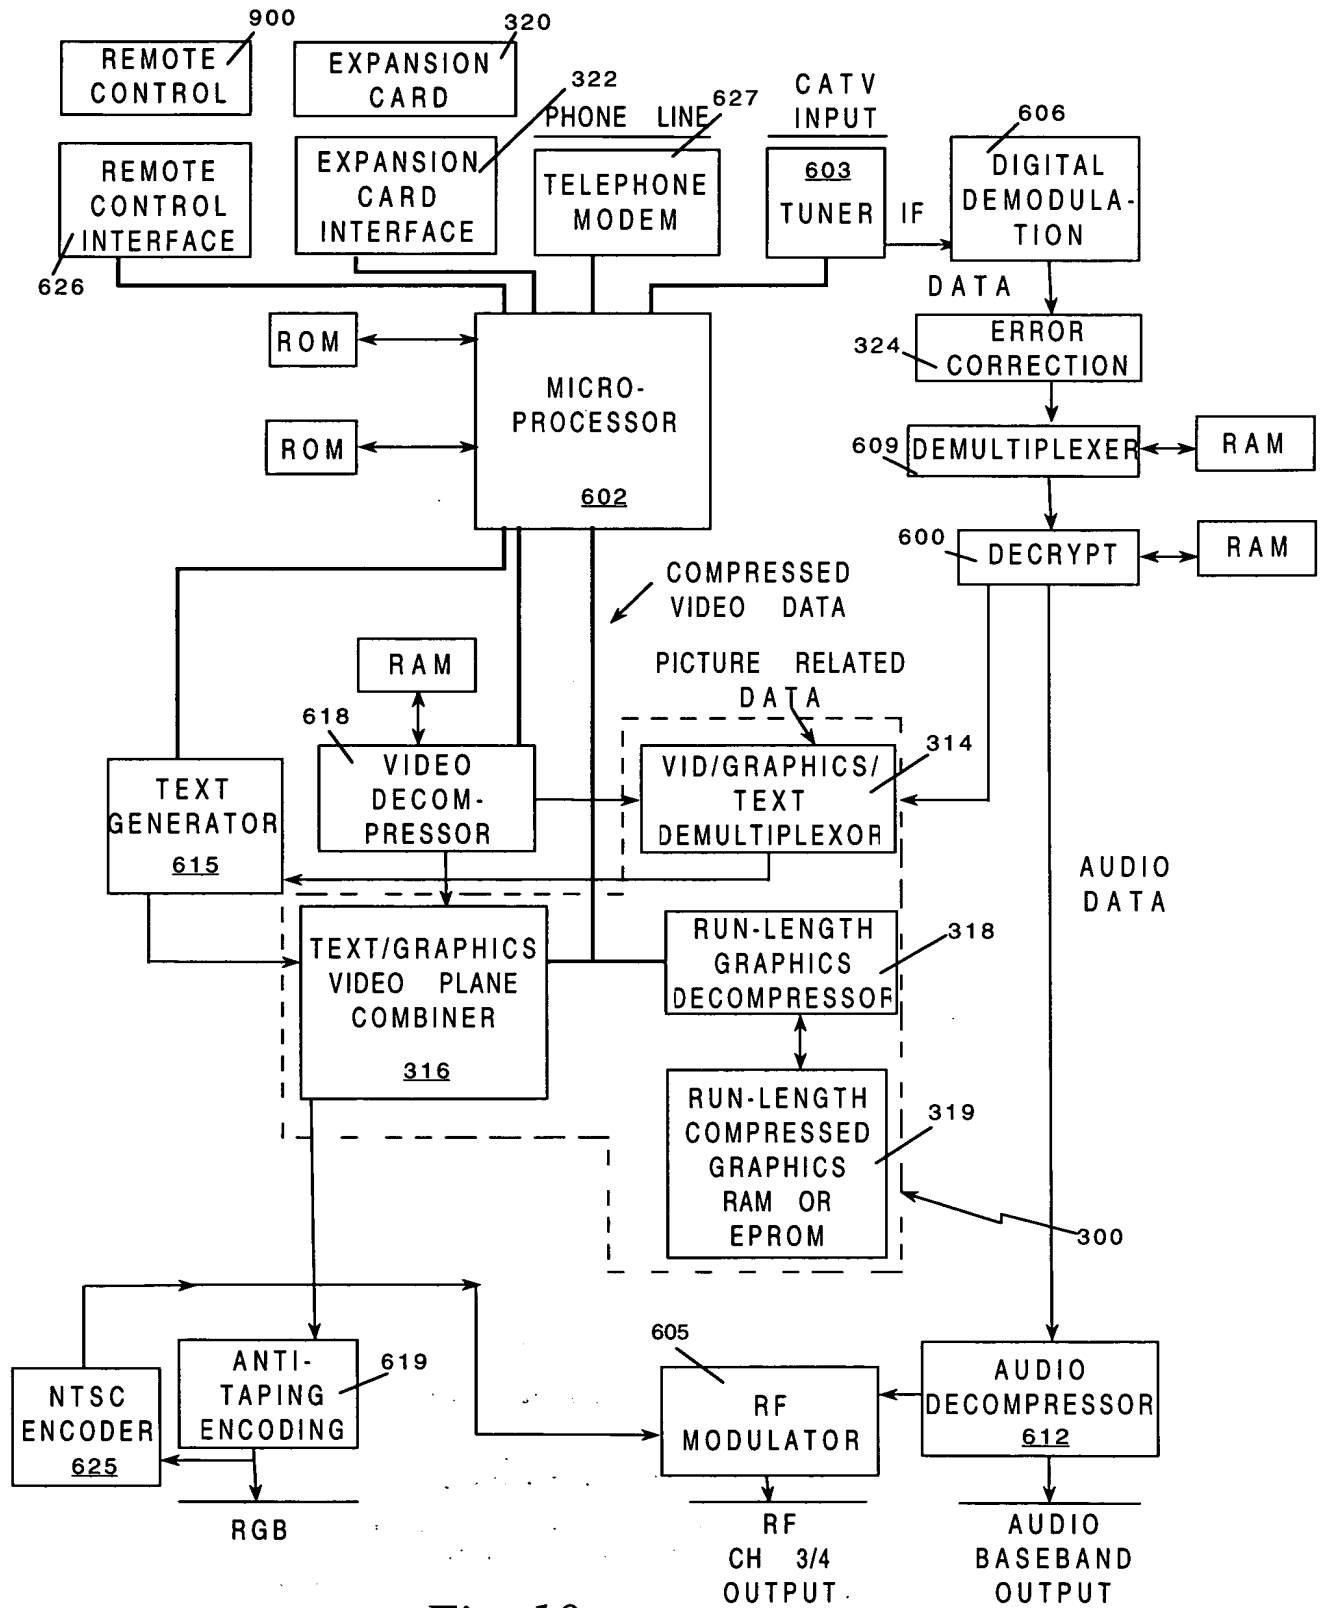 900
320
REMOTE
CONTROL
EXPANSION
CARD
322
PHONE LINE
627
CATV
INPUT
606
REMOTE
CONTROL
INTERFACE
626
EXPANSION
CARD
INTERFACE
TELEPHONE
MODEM
603
TUNER
IF
DIGITAL
DEMODULA-
TION
DATA
ROM
324
ERROR
CORRECTION
MICRO-
PROCESSOR
602
ROM
609
DEMULTIPLEXER
RAM
600
DECRYPT
RAM
COMPRESSED
VIDEO DATA
RAM
PICTURE RELATED
DATA
618
314
VIDEO
DECOM-
PRESSOR
VID/GRAPHICS/
TEXT
DEMULTIPLEXOR
TEXT
GENERATOR
615
AUDIO
DATA
TEXT/GRAPHICS
VIDEO PLANE
COMBINER
316
RUN-LENGTH
GRAPHICS
DECOMPRESSOR
318
RUN-LENGTH
COMPRESSED
GRAPHICS
RAM OR
EPROM
319
300
605
NTSC
ENCODER
625
ANTI-
TAPING
ENCODING
619
RF
MODULATOR
AUDIO
DECOMPRESSOR
612
RGB
RF
CH 3/4
OUTPUT
AUDIO
BASEBAND
OUTPUT